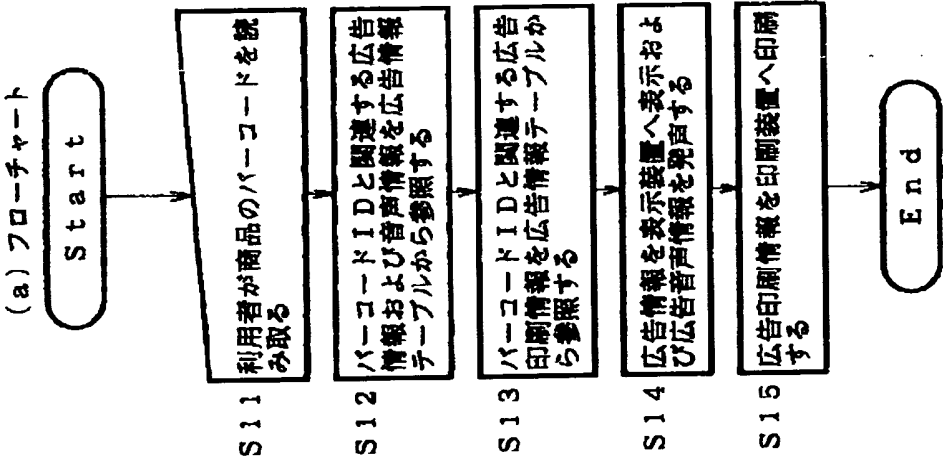 (a) フローチャート
Start
S11
利用者が商品のバーコードを読
み取る
S12
バーコードIDと関連する広告
情報および音声情報を広告情報
テーブルから参照する
S13
バーコードIDと関連する広告
印刷情報を広告情報テーブルか
ら参照する
S14
広告情報を表示装置へ表示およ
び広告音声情報を発声する
S15
広告印刷情報を印刷装置へ印刷
する
End